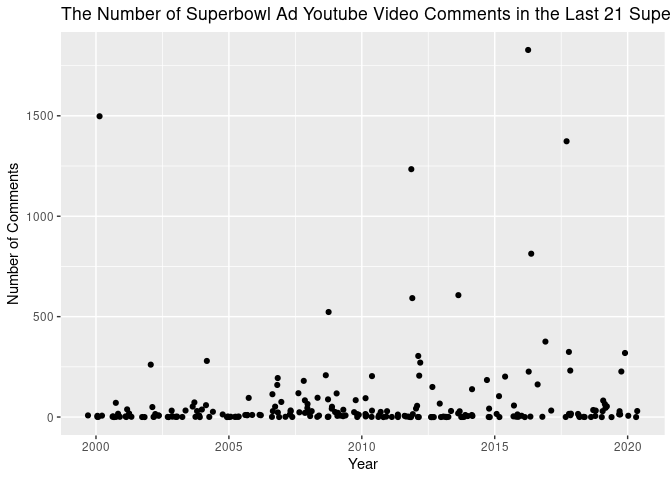 The Number of Superbowl Ad Youtube Video Comments in the Last 21 Supe
1500
1000
500
0
Number of Comments
2000 2005 2010 2015 2020
Year